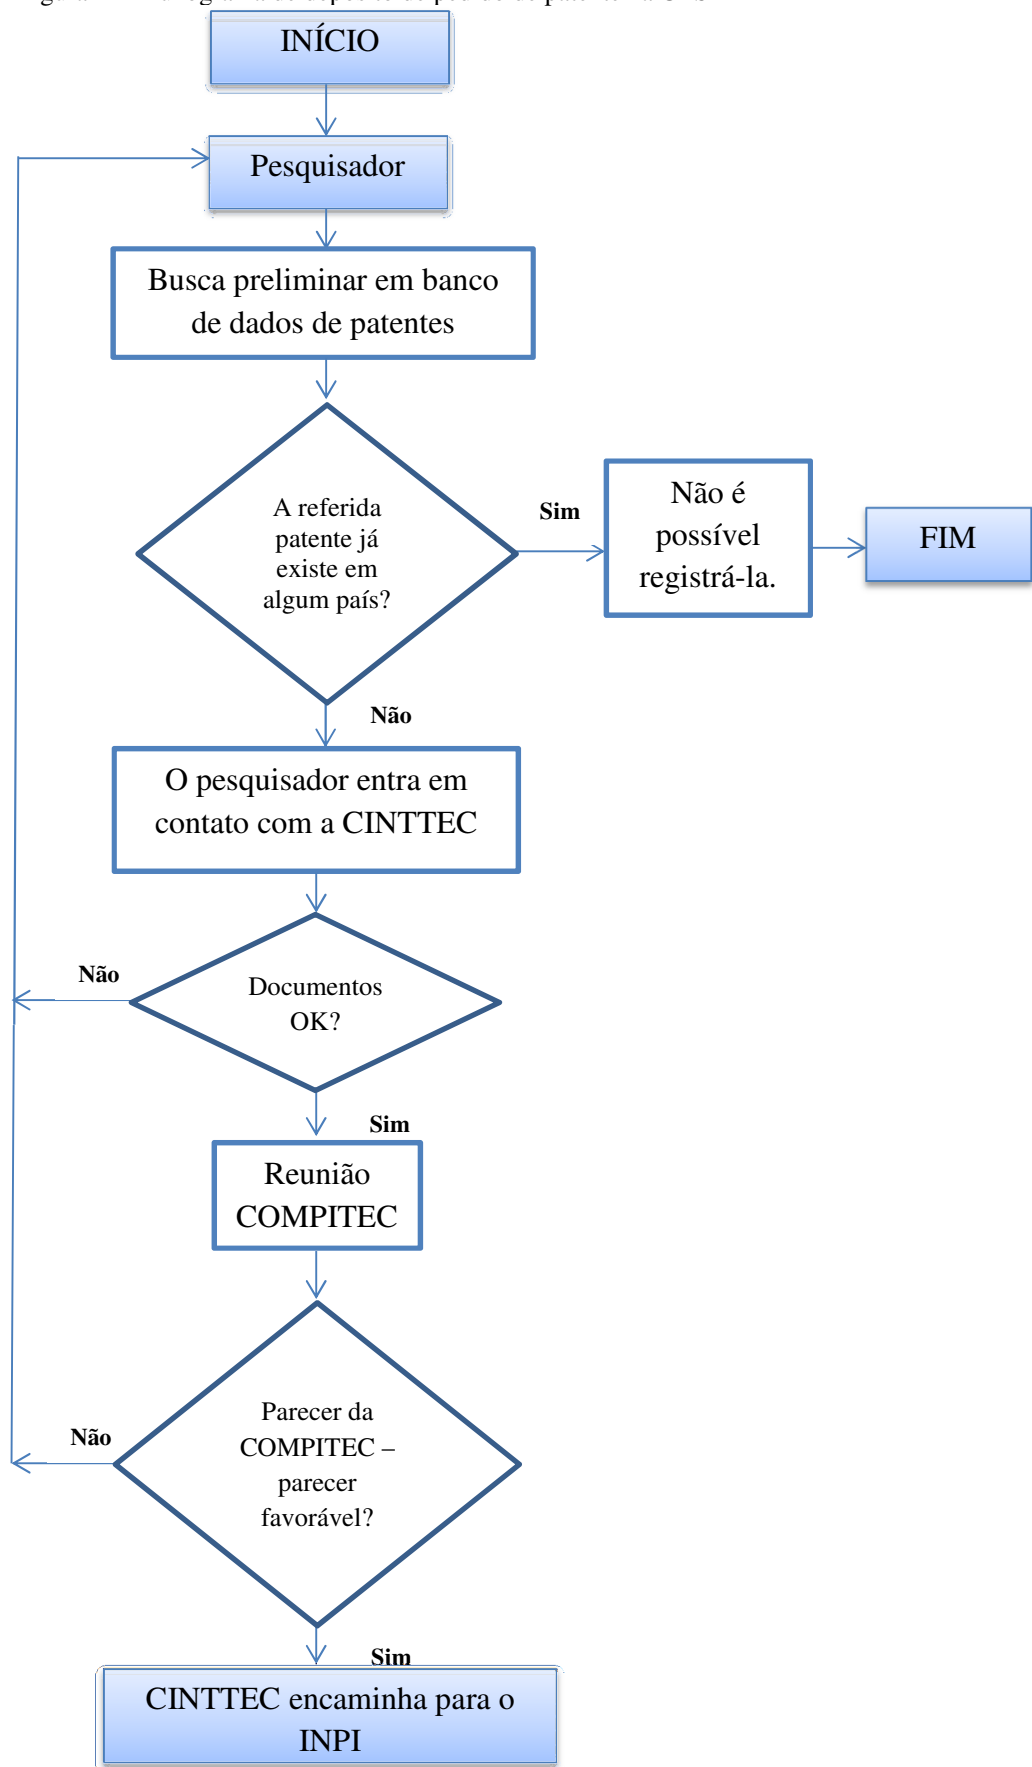 INÍCIO
Pesquisador
Busca preliminar em banco
de dados de patentes
A referida
patente já
existe em
algum país?
Sim
Não é
possível
registrá-la.
FIM
Não
O pesquisador entra em
contato com a CINTTEC
Não
Documentos
OK?
Sim
Reunião
COMPITEC
Não
Parecer da
COMPITEC –
parecer
favorável?
Sim
CINTTEC encaminha para o
INPI